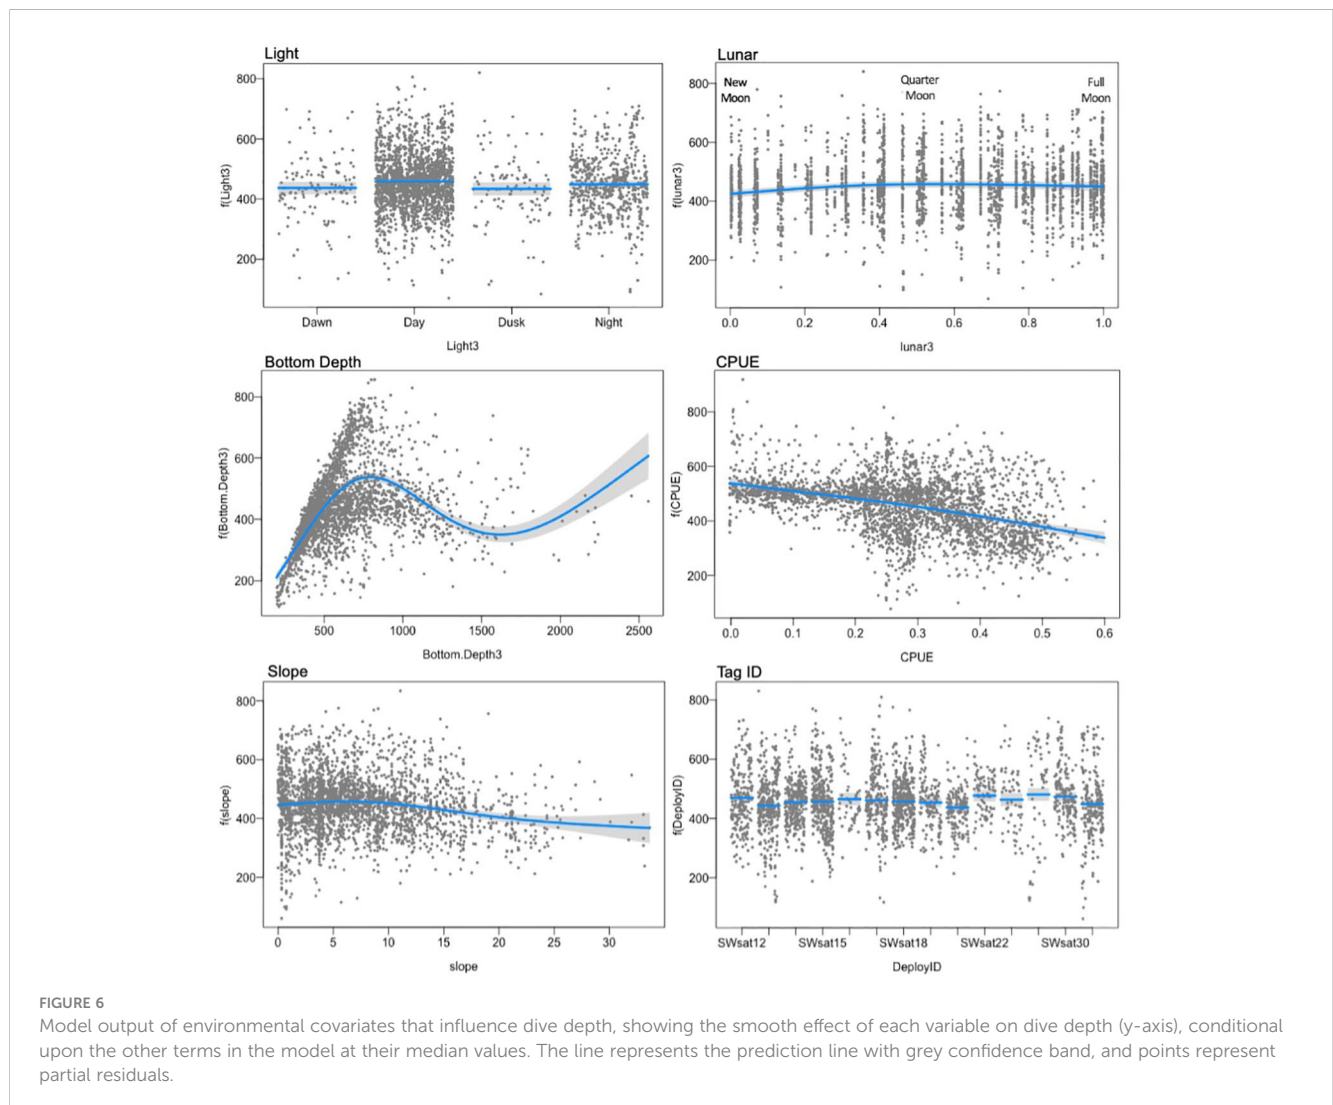 Light
800
600
400
200
f(Light3)
Dawn Day Dusk Night
Light3
Lunar
New
Moon
Quarter
Moon
Full
Moon
800
600
400
200
f(lunar3)
0.0 0.2 0.4 0.6 0.8 1.0
lunar3
Bottom Depth
800
600
400
200
f(Bottom.Depth3)
500 1000 1500 2000 2500
Bottom.Depth3
CPUE
800
600
400
200
f(CPUE)
0.0 0.1 0.2 0.3 0.4 0.5 0.6
CPUE
Slope
800
600
400
200
f(slope)
0 5 10 15 20 25 30
slope
Tag ID
800
600
400
200
f(DeployID)
SWsat12 SWsat15 SWsat18 SWsat22 SWsat30
DeployID
FIGURE 6
Model output of environmental covariates that influence dive depth, showing the smooth effect of each variable on dive depth (y-axis), conditional
upon the other terms in the model at their median values. The line represents the prediction line with grey confidence band, and points represent
partial residuals.